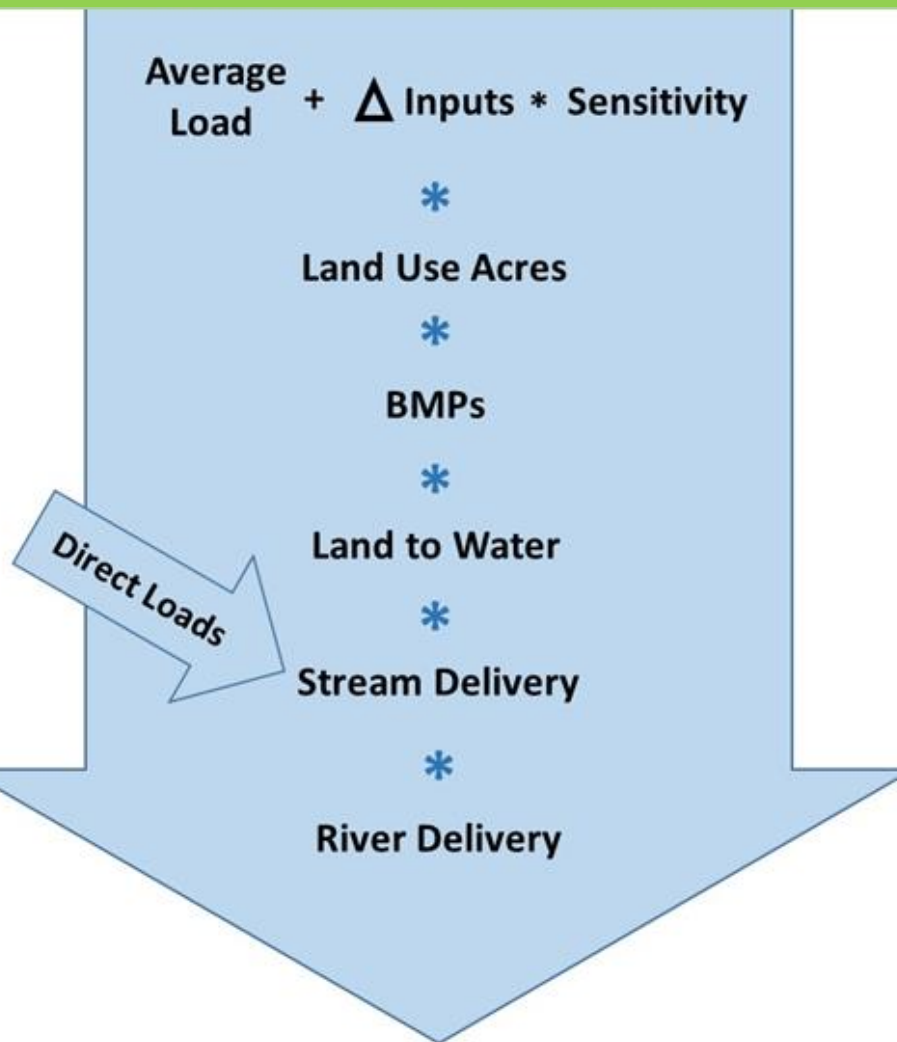 Average
Load + Δ Inputs * Sensitivity
*
Land Use Acres
*
BMPs
*
Land to Water
*
Direct Loads
Stream Delivery
*
River Delivery